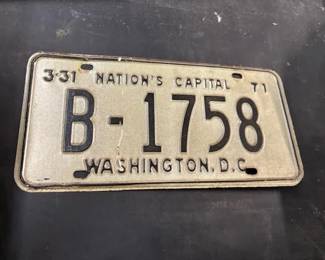 3-31 NATION'S CAPITAL 71
B-1758
WASHINGTON, D.C.